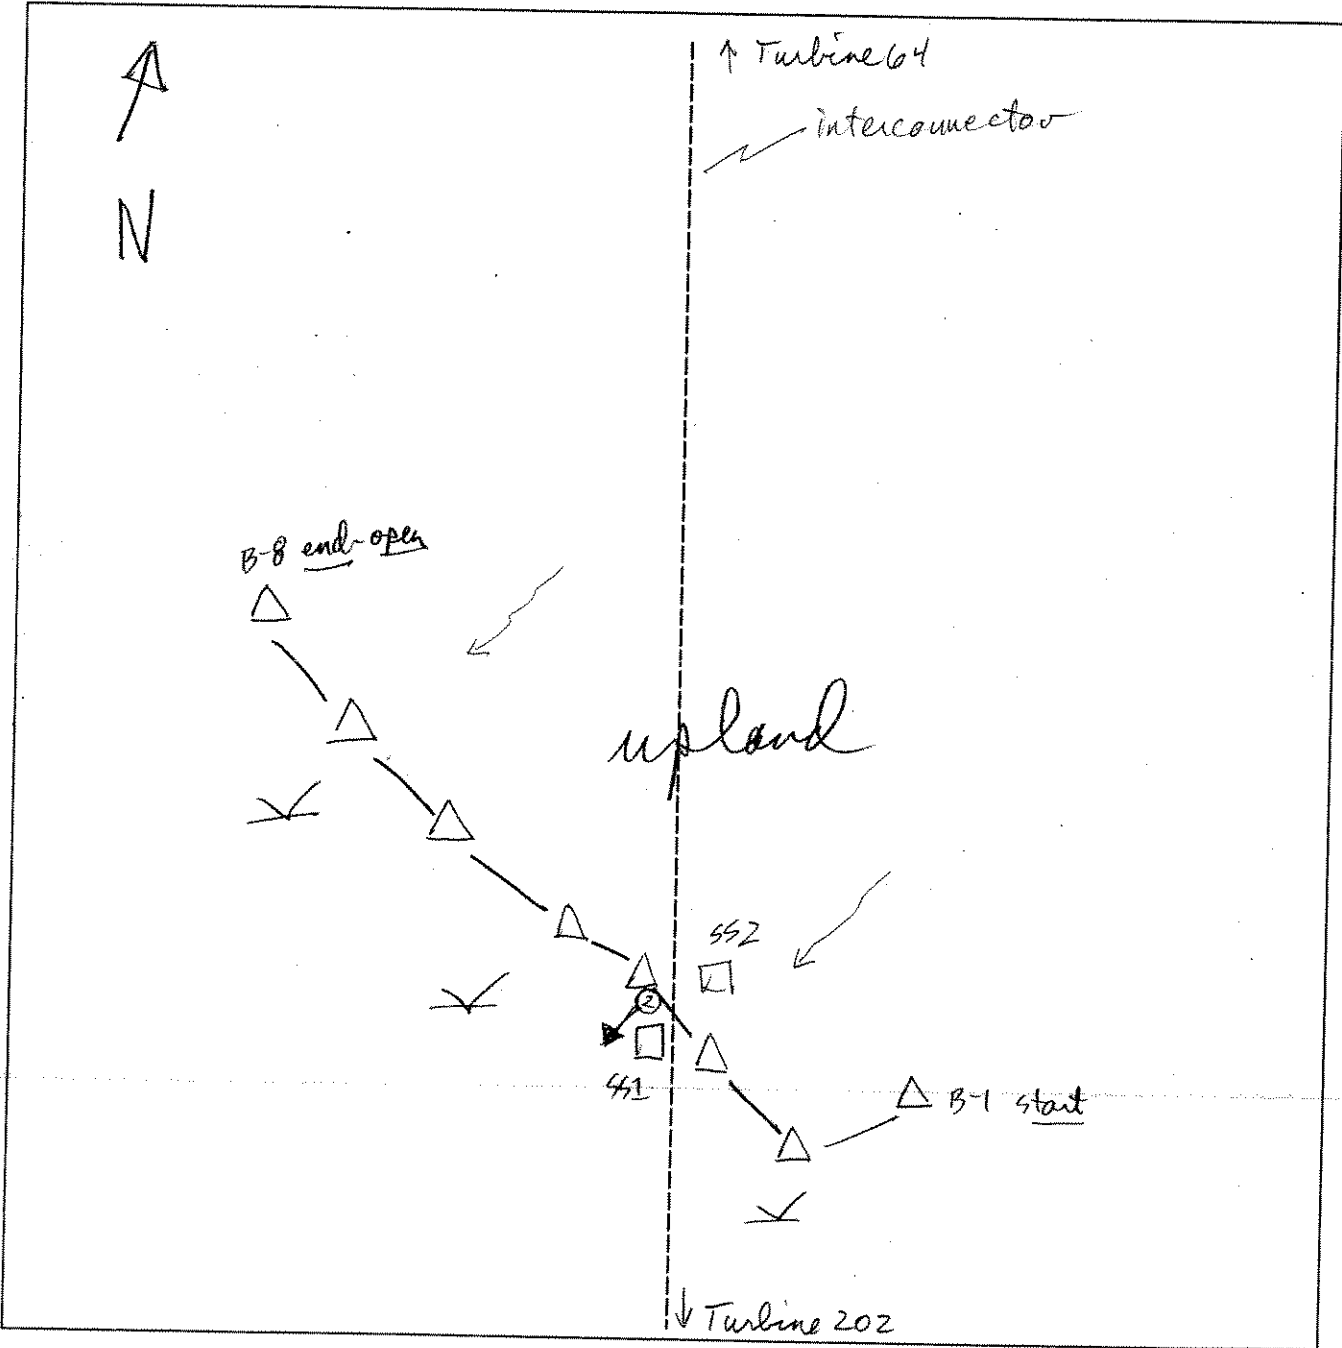 ↑ Turbine 64
interconnector
N
B-8 end-open
upland
SS2
2
SS1
B-1 start
↓ Turbine 202